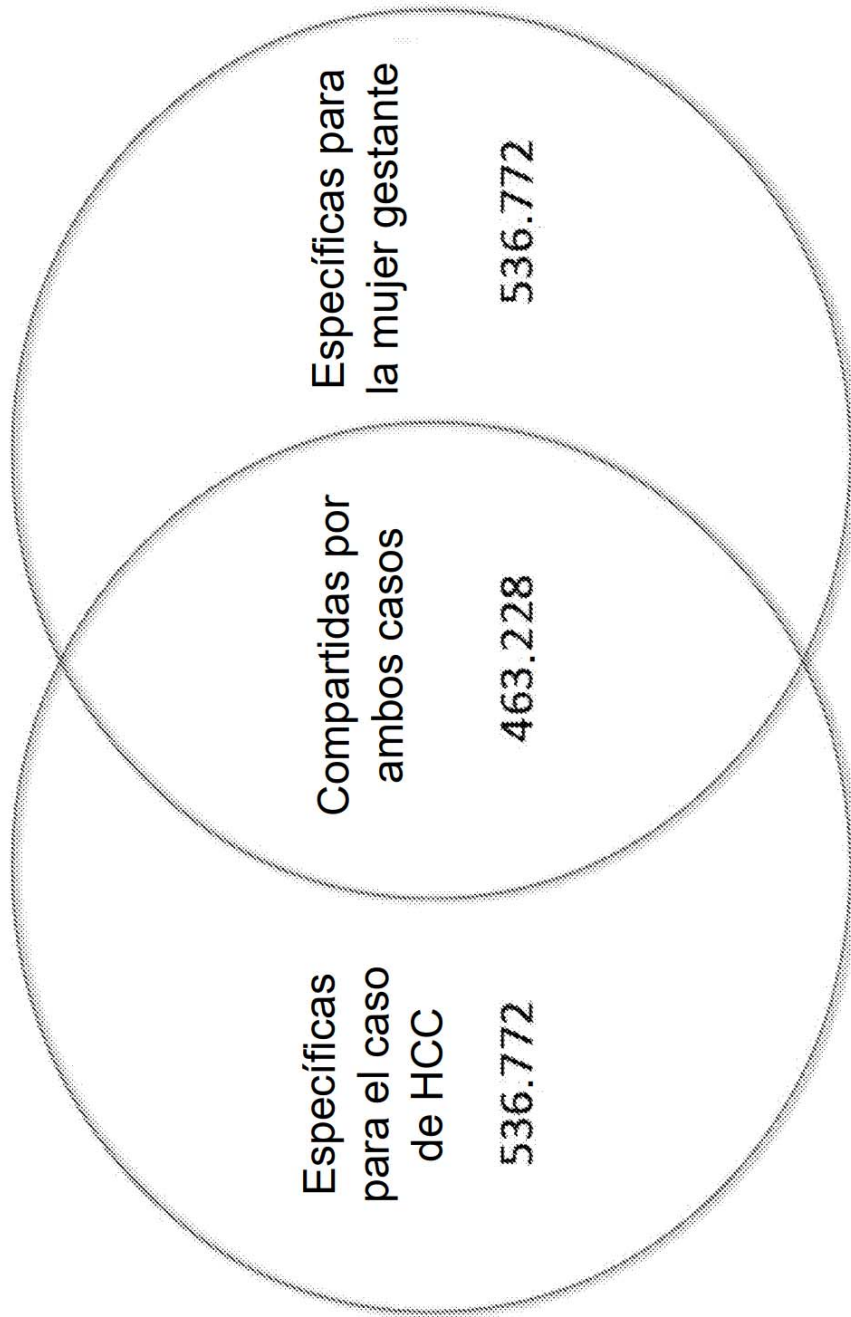 Específicas
para el caso
de HCC
536.772
Compartidas por
ambos casos
463.228
Específicas para
la mujer gestante
536.772